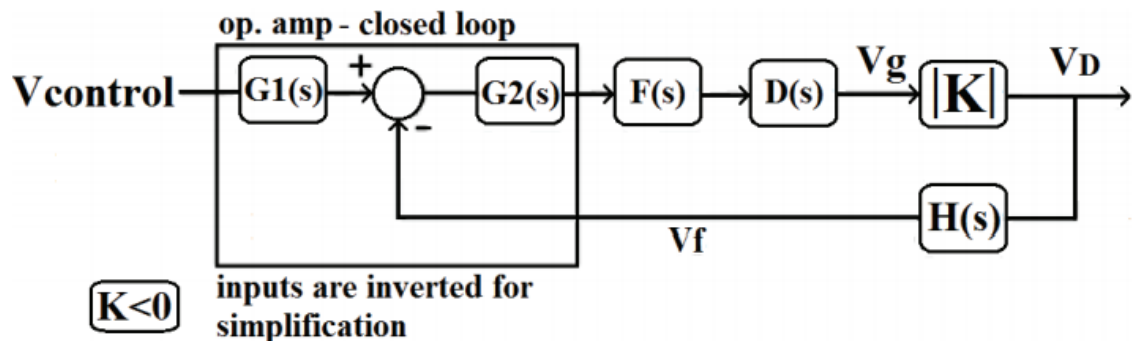 op. amp - closed loop
Vcontrol G1(s) + - G2(s) F(s) D(s) Vg |K| VD
Vf H(s)
K<0 inputs are inverted for
simplification